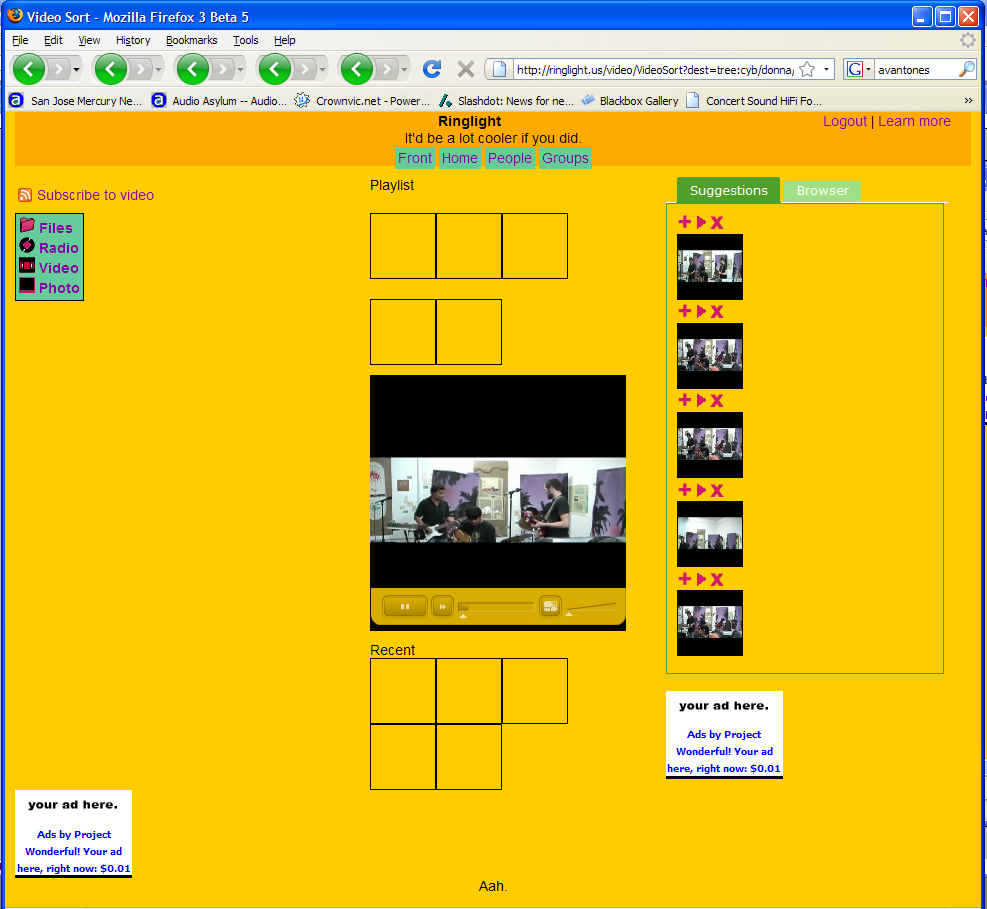 Video Sort - Mozilla Firefox 3 Beta 5
File Edit View History Bookmarks Tools Help
http://ringlight.us/video/VideoSort?dest=tree:cyb/donna/
G avantones
San Jose Mercury Ne... Audio Asylum -- Audio... Crownvic.net - Power... Slashdot: News for ne... Blackbox Gallery Concert Sound HiFi Fo... »
Ringlight
Logout | Learn more
It'd be a lot cooler if you did.
Front Home People Groups
Subscribe to video
Files
Radio
Video
Photo
Playlist
Recent
Suggestions Browser
your ad here.
Ads by Project
Wonderful! Your ad
here, right now: $0.01
your ad here.
Ads by Project
Wonderful! Your ad
here, right now: $0.01
Aah.